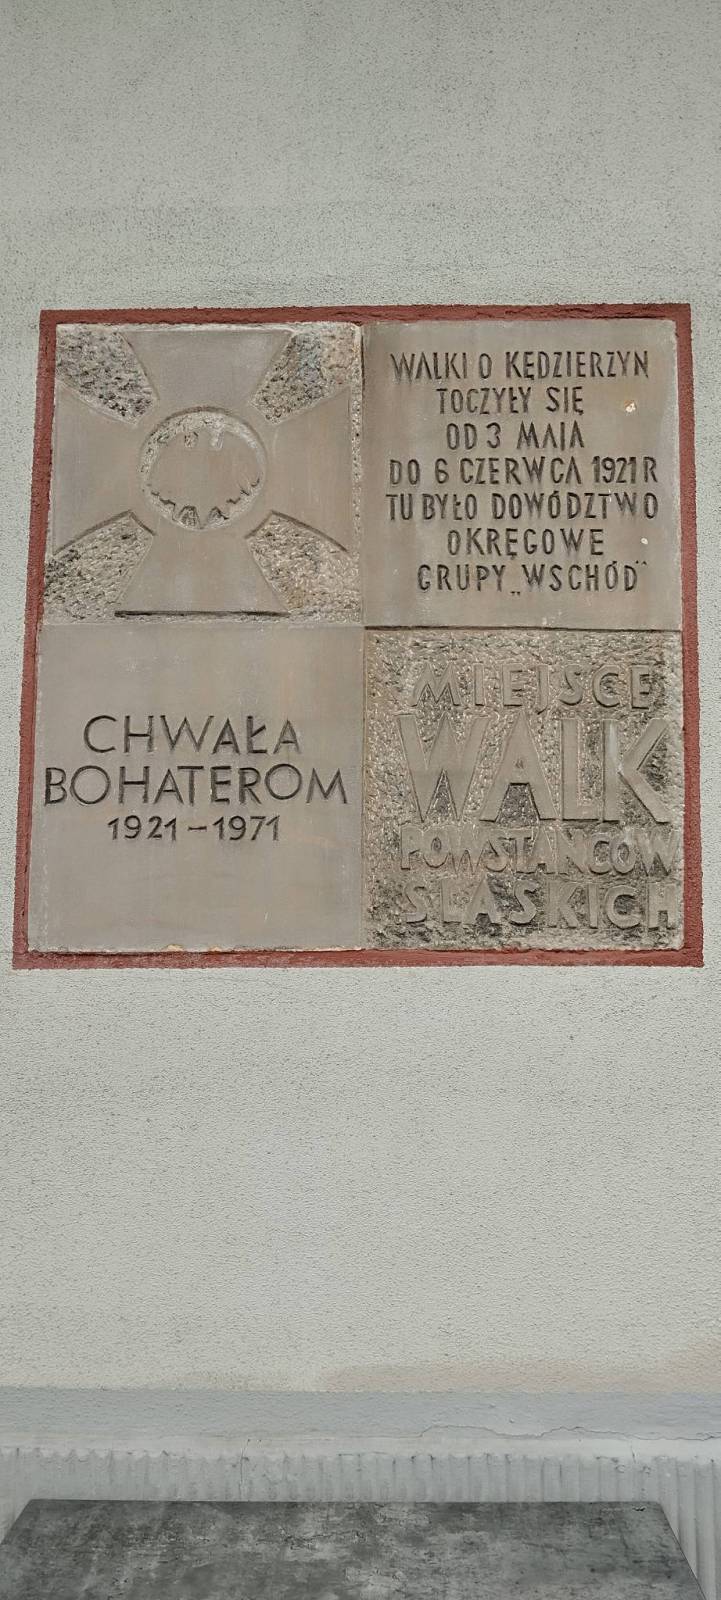 WALKI O KĘDZIERZYN
TOCZYŁY SIĘ
OD 3 MAJA
DO 6 CZERWCA 1921 R
TU BYŁO DOWÓDZTWO
OKRĘGOWE
GRUPY „WSCHÓD"
CHWAŁA
BOHATEROM
1921–1971
MIEJSCE
WALK
POWSTAŃCÓW
ŚLĄSKICH